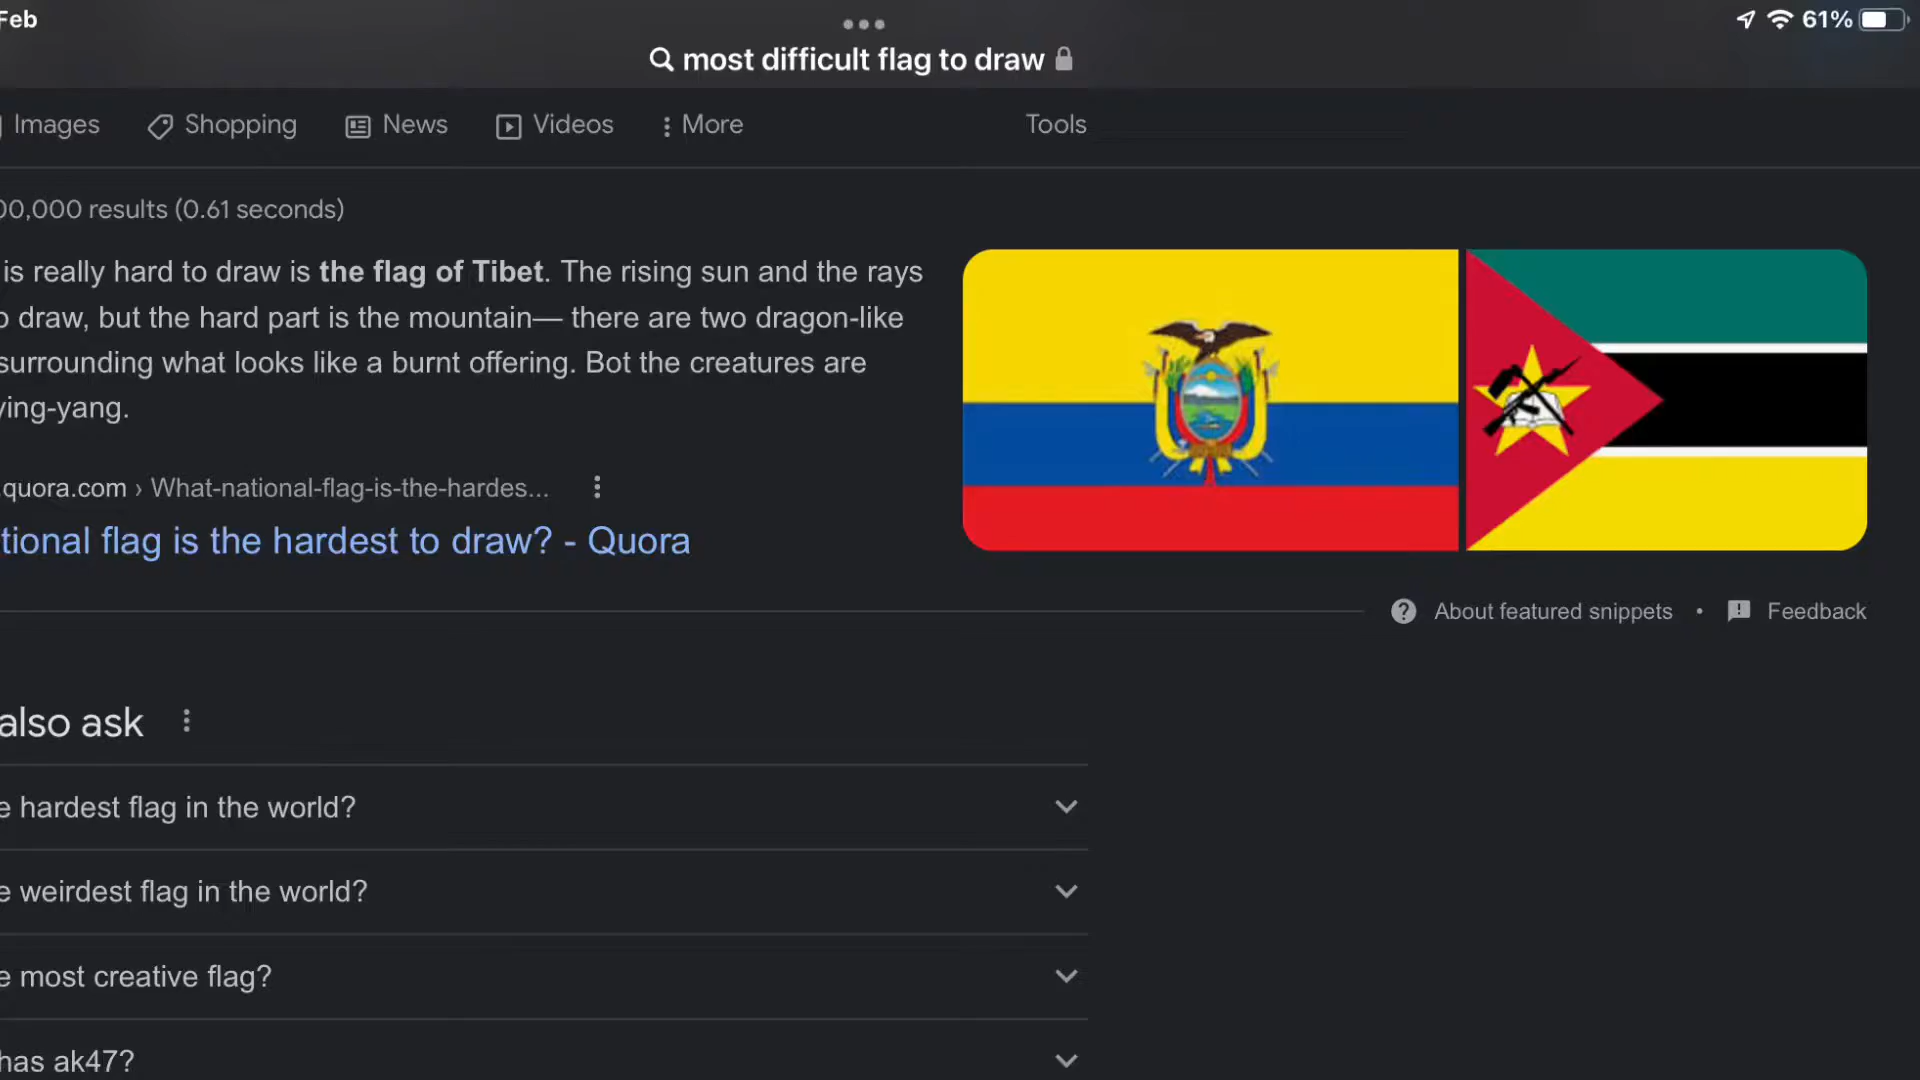 Feb
61%
most difficult flag to draw
Images
Shopping
News
Videos
More
Tools
00,000 results (0.61 seconds)
is really hard to draw is the flag of Tibet. The rising sun and the rays
draw, but the hard part is the mountain— there are two dragon-like
surrounding what looks like a burnt offering. Bot the creatures are
ying-yang.
.quora.com › What-national-flag-is-the-hardes...
tional flag is the hardest to draw? - Quora
About featured snippets • Feedback
also ask
e hardest flag in the world?
e weirdest flag in the world?
e most creative flag?
has ak47?